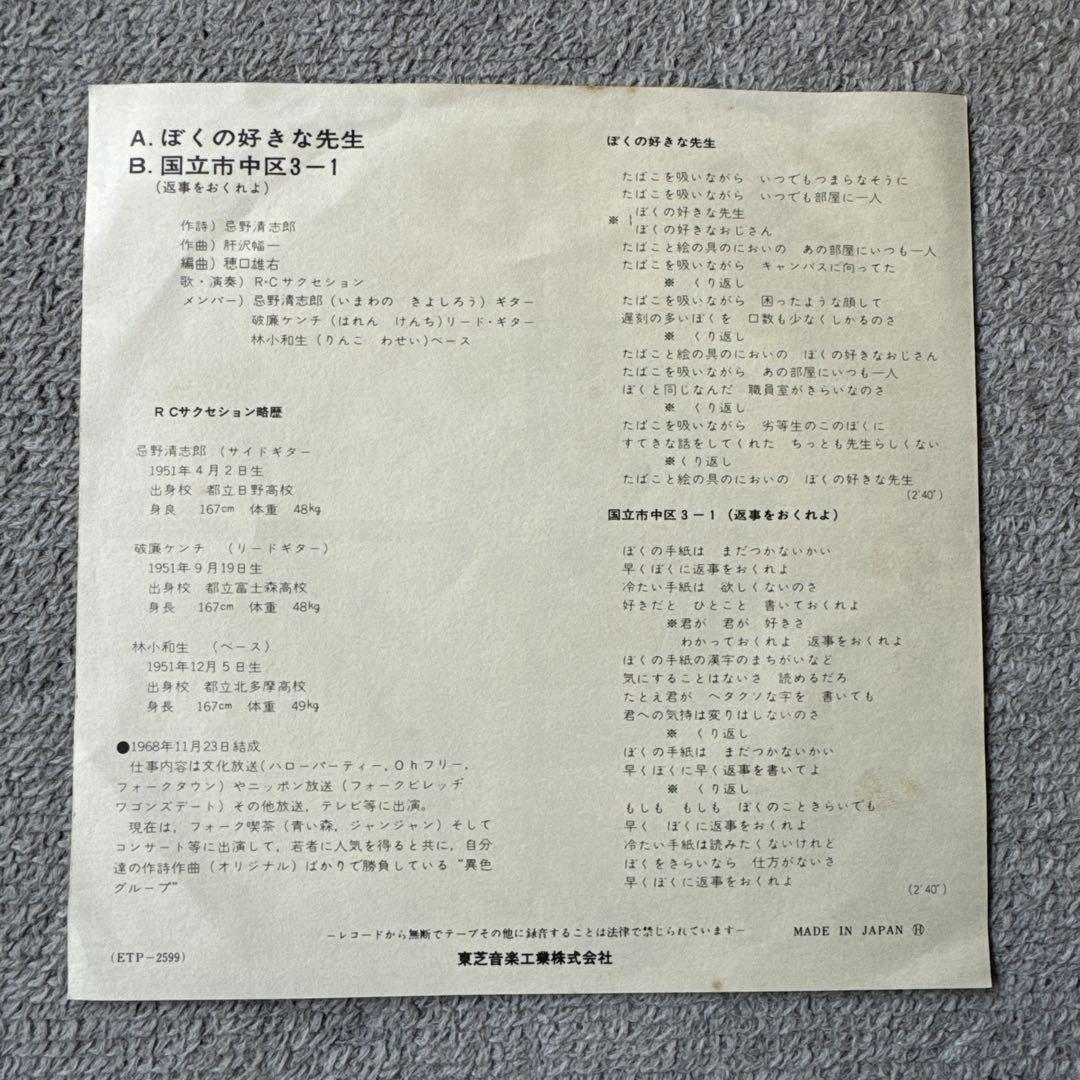 A. ぼくの好きな先生
B. 国立市中区3−1
(返事をおくれよ)
作詩) 忌野清志郎
作曲) 肝沢幅一
編曲) 穂口雄右
歌・演奏) R・Cサクセション
メンバー) 忌野清志郎 (いまわの きよしろう) ギター
破廉ケンチ (はれん けんち) リード・ギター
林小和生 (りんこ わせい) ベース
RCサクセション略歴
忌野清志郎 (サイドギター
1951年4月2日生
出身校 都立日野高校
身良 167cm 体重 48kg
破廉ケンチ (リードギター)
1951年9月19日生
出身校 都立富士森高校
身長 167cm 体重 48kg
林小和生 (ベース)
1951年12月5日生
出身校 都立北多摩高校
身長 167cm 体重 49kg
●1968年11月23日結成
仕事内容は文化放送(ハローパーティー, Ohフリー,
フォークタウン) やニッポン放送 (フォークビレッヂ
ワゴンズデート) その他放送, テレビ等に出演。
現在は, フォーク喫茶 (青い森, ジャンジャン) そして
コンサート等に出演して, 若者に人気を得ると共に, 自分
達の作詩作曲 (オリジナル) ばかりで勝負している “異色
グループ”
ぼくの好きな先生
たばこを吸いながら いつでもつまらなそうに
たばこを吸いながら いつでも部屋に一人
※ { ぼくの好きな先生
ぼくの好きなおじさん
たばこと絵の具のにおいの あの部屋にいつも一人
たばこを吸いながら キャンバスに向ってた
※ くり返し
たばこを吸いながら 困ったような顔して
遅刻の多いぼくを 口数も少なくしかるのさ
※ くり返し
たばこと絵の具のにおいの ぼくの好きなおじさん
たばこを吸いながら あの部屋にいつも一人
ぼくと同じなんだ 職員室がきらいなのさ
※ くり返し
たばこを吸いながら 劣等生のこのぼくに
すてきな話をしてくれた ちっとも先生らしくない
※くり返し
たばこと絵の具のにおいの ぼくの好きな先生
(2′40″)
国立市中区3−1 (返事をおくれよ)
ぼくの手紙は まだつかないかい
早くぼくに返事をおくれよ
冷たい手紙は 欲しくないのさ
好きだと ひとこと 書いておくれよ
※君が 君が 好きさ
わかっておくれよ 返事をおくれよ
ぼくの手紙の漢字のまちがいなど
気にすることはないさ 読めるだろ
たとえ君が ヘタクソな字を 書いても
君への気持は変りはしないのさ
※ くり返し
ぼくの手紙は まだつかないかい
早くぼくに早く返事を書いてよ
※ くり返し
もしも もしも ぼくのこときらいでも
早く ぼくに返事をおくれよ
冷たい手紙は読みたくないけれど
ぼくをきらいなら 仕方がないさ
早くぼくに返事をおくれよ
(2′40″)
−レコードから無断でテープその他に録音することは法律で禁じられています−
MADE IN JAPAN Ⓗ
(ETP−2599)
東芝音楽工業株式会社